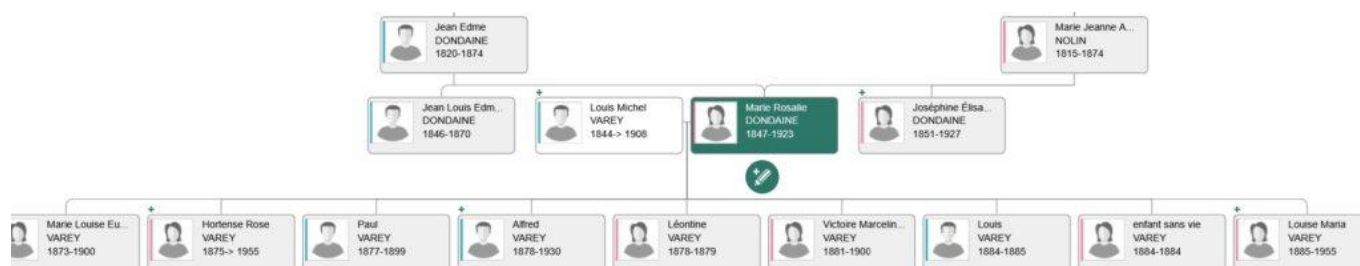 Jean Edme
DONDAINE
1820-1874
Marie Jeanne A...
NOLIN
1815-1874
Jean Louis Edm...
DONDAINE
1846-1870
Louis Michel
VAREY
1844-> 1908
Marie Rosalie
DONDAINE
1847-1923
Joséphine Élisa...
DONDAINE
1851-1927
Marie Louise Eu...
VAREY
1873-1900
Hortense Rose
VAREY
1875-> 1955
Paul
VAREY
1877-1899
Alfred
VAREY
1878-1930
Léontine
VAREY
1878-1879
Victoire Marcelin...
VAREY
1881-1900
Louis
VAREY
1884-1885
enfant sans vie
VAREY
1884-1884
Louise Maria
VAREY
1885-1955